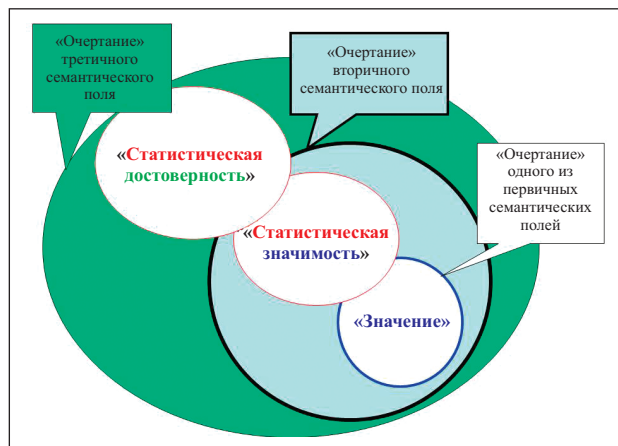 «Очертание»
третичного
семантического
поля
«Очертание»
вторичного
семантического поля
«Очертание»
одного из
первичных
семантических
полей
«Статистическая
достоверность»
«Статистическая
значимость»
«Значение»